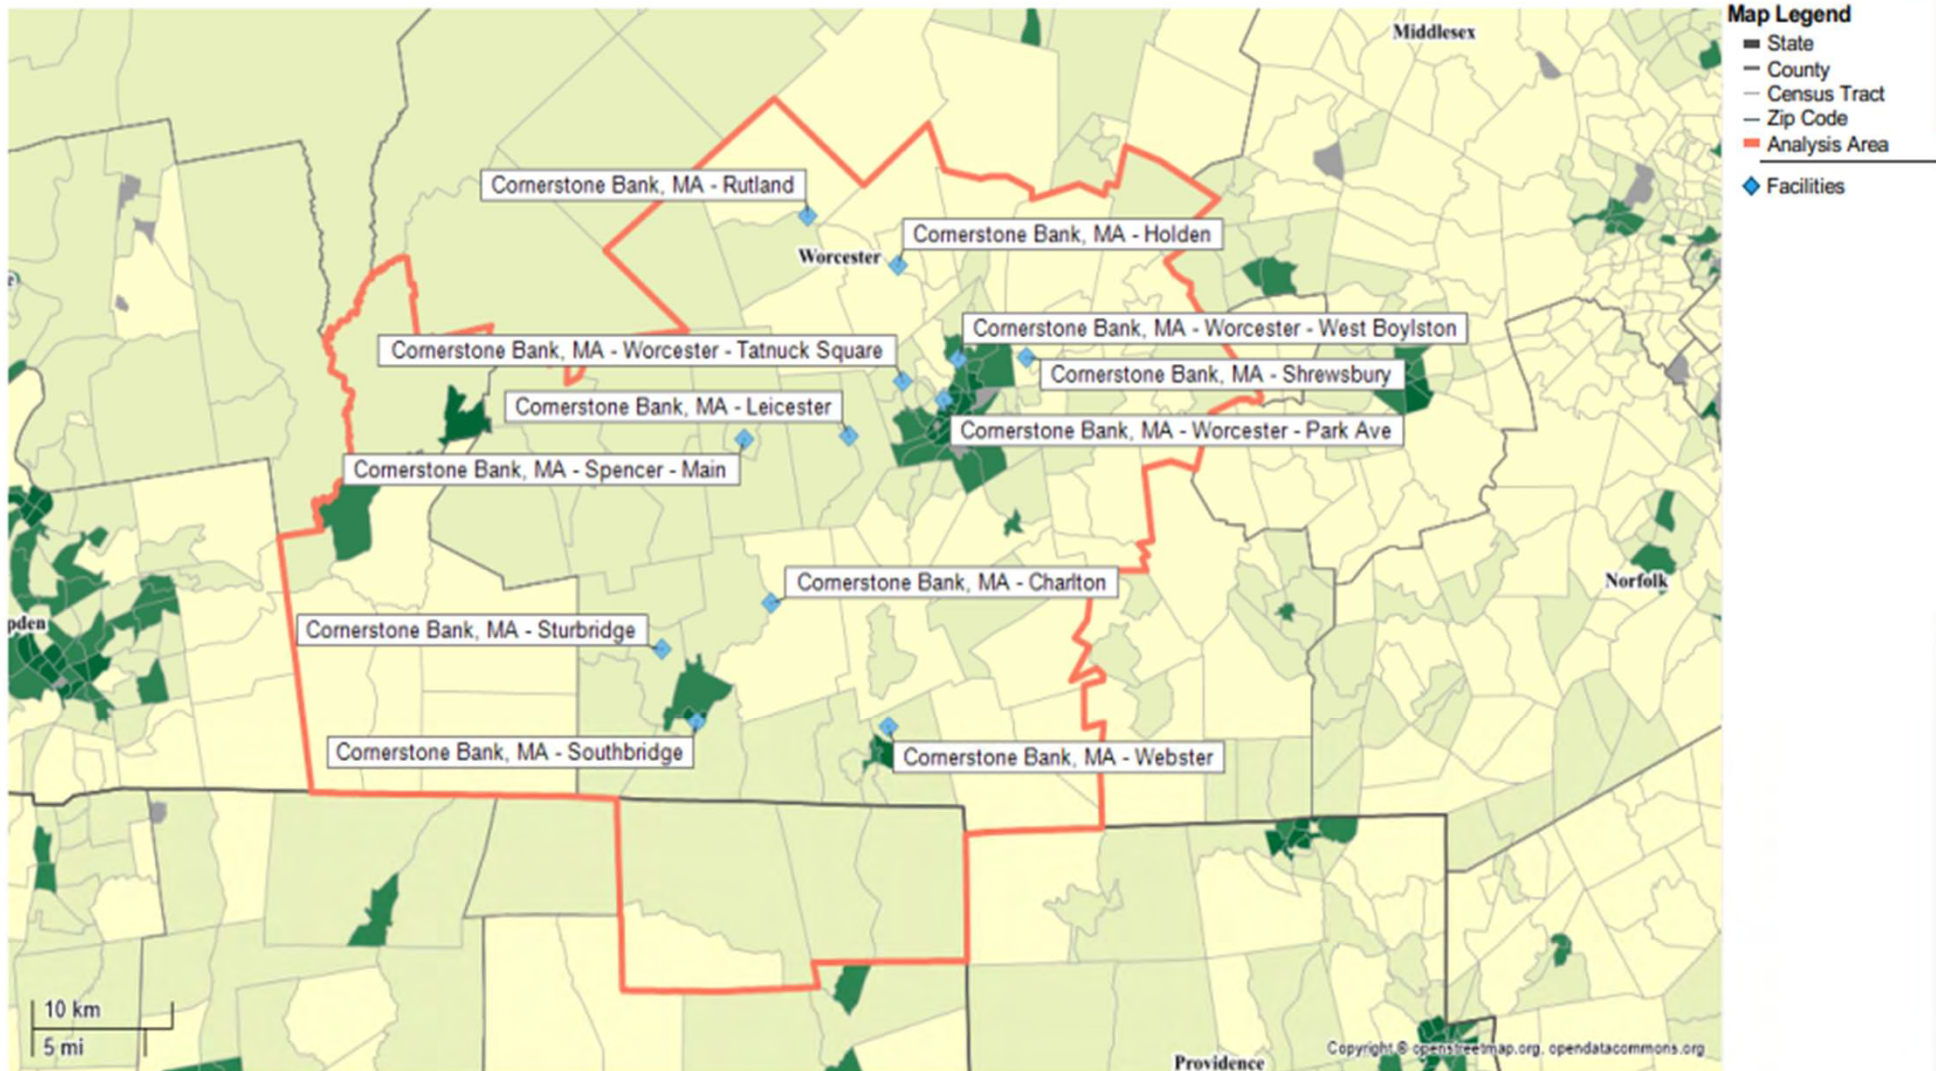 Middlesex
Cornerstone Bank, MA - Rutland
Cornerstone Bank, MA - Holden
Worcester
Cornerstone Bank, MA - Worcester - West Boylston
Cornerstone Bank, MA - Worcester - Tatnuck Square
Cornerstone Bank, MA - Shrewsbury
Cornerstone Bank, MA - Leicester
Cornerstone Bank, MA - Worcester - Park Ave
Cornerstone Bank, MA - Spencer - Main
Cornerstone Bank, MA - Charlton
Norfolk
pden
Cornerstone Bank, MA - Sturbridge
Cornerstone Bank, MA - Southbridge
Cornerstone Bank, MA - Webster
10 km
5 mi
Copyright © openstreetmap.org, opendatacommons.org
Providence
Map Legend
State
County
Census Tract
Zip Code
Analysis Area
Facilities